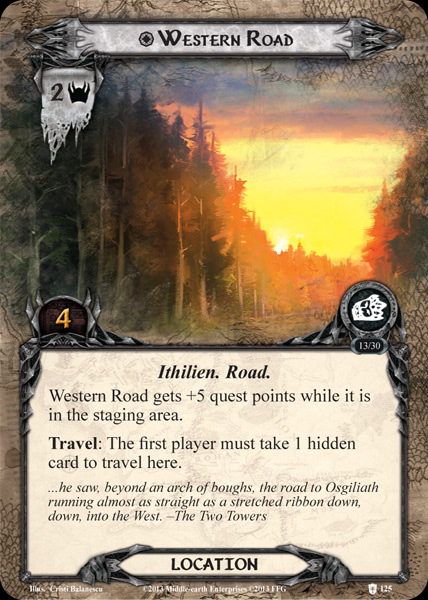 Western Road
2
4
13/30
Ithilien. Road.
Western Road gets +5 quest points while it is
in the staging area.
Travel: The first player must take 1 hidden
card to travel here.
...he saw, beyond an arch of boughs, the road to Osgiliath
running almost as straight as a stretched ribbon down,
down, into the West. –The Two Towers
LOCATION
Illus. Cristi Balanescu ©2013 Middle-earth Enterprises ©2013 FFG 125